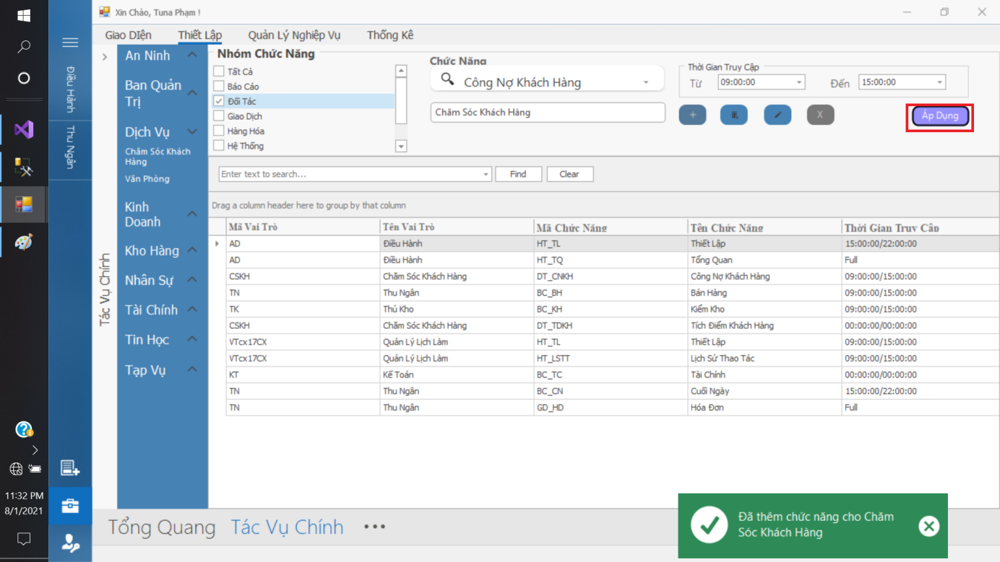 Xin Chào, Tuna Phạm !
Giao DIện Thiết Lập Quản Lý Nghiệp Vụ Thống Kê
Điều Hành
Thu Ngân
Tác Vụ Chính
An Ninh
Ban Quản
Trị
Dịch Vụ
Chăm Sóc Khách
Hàng
Văn Phòng
Kinh
Doanh
Kho Hàng
Nhân Sự
Tài Chính
Tin Học
Tạp Vụ
Nhóm Chức Năng
Tất Cả
Báo Cáo
Đối Tác
Giao Dịch
Hàng Hóa
Hệ Thống
Chức Năng
Công Nợ Khách Hàng
Chăm Sóc Khách Hàng
Thời Gian Truy Cập
Từ 09:00:00 Đến 15:00:00
+ X Áp Dụng
Enter text to search... Find Clear
Drag a column header here to group by that column
Mã Vai Trò Tên Vai Trò Mã Chức Năng Tên Chức Năng Thời Gian Truy Cập
AD Điều Hành HT_TL Thiết Lập 15:00:00/22:00:00
AD Điều Hành HT_TQ Tổng Quan Full
CSKH Chăm Sóc Khách Hàng DT_CNKH Công Nợ Khách Hàng 09:00:00/15:00:00
TN Thu Ngân BC_BH Bán Hàng 09:00:00/15:00:00
TK Thủ Kho BC_KH Kiểm Kho 09:00:00/15:00:00
CSKH Chăm Sóc Khách Hàng DT_TDKH Tích Điểm Khách Hàng 00:00:00/00:00:00
VTcx17CX Quản Lý Lịch Làm HT_TL Thiết Lập 09:00:00/15:00:00
VTcx17CX Quản Lý Lịch Làm HT_LSTT Lịch Sử Thao Tác 09:00:00/15:00:00
KT Kế Toán BC_TC Tài Chính 00:00:00/00:00:00
TN Thu Ngân BC_CN Cuối Ngày 15:00:00/22:00:00
TN Thu Ngân GD_HD Hóa Đơn Full
Tổng Quang Tác Vụ Chính •••
Đã thêm chức năng cho Chăm
Sóc Khách Hàng
11:32 PM
8/1/2021